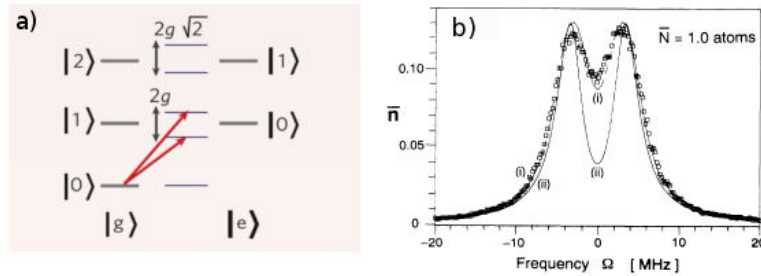 a)
2g √2
|2⟩
|1⟩
2g
|1⟩
|0⟩
|0⟩
|g⟩
|e⟩
b)
N̅ = 1.0 atoms
0.10
n̅
0.05
0
(i)
(ii)
(i)
(ii)
−20
−10
0
10
20
Frequency Ω [ MHz ]